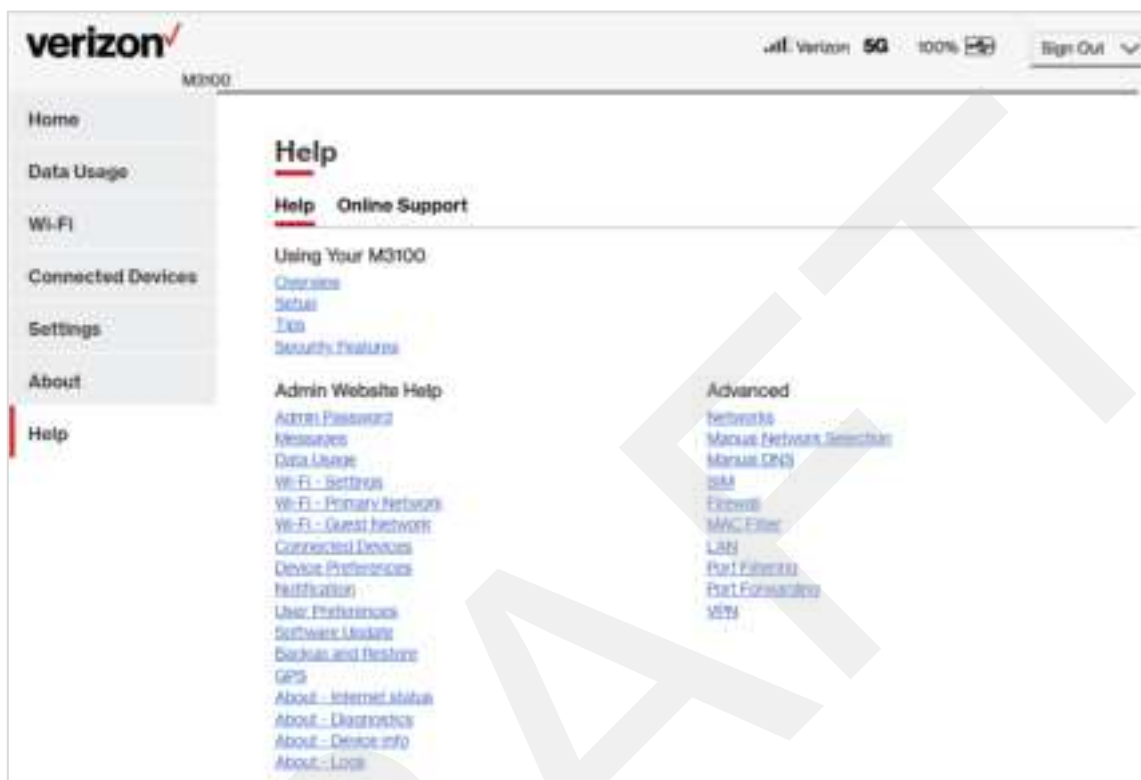 verizon
Verizon 5G 100% Sign Out
M3100
Home
Data Usage
Wi-Fi
Connected Devices
Settings
About
Help
Help
Help Online Support
Using Your M3100
Overview
Setup
Tips
Security Features
Admin Website Help
Admin Password
Messages
Data Usage
Wi-Fi - Settings
Wi-Fi - Primary Network
Wi-Fi - Guest Network
Connected Devices
Device Preferences
Notification
User Preferences
Software Update
Backup and Restore
GPS
About - Internet status
About - Diagnostics
About - Device info
About - Logs
Advanced
Networks
Manual Network Selection
Manual DNS
SIM
Firewall
MAC Filter
LAN
Port Filtering
Port Forwarding
VPN
RAFT